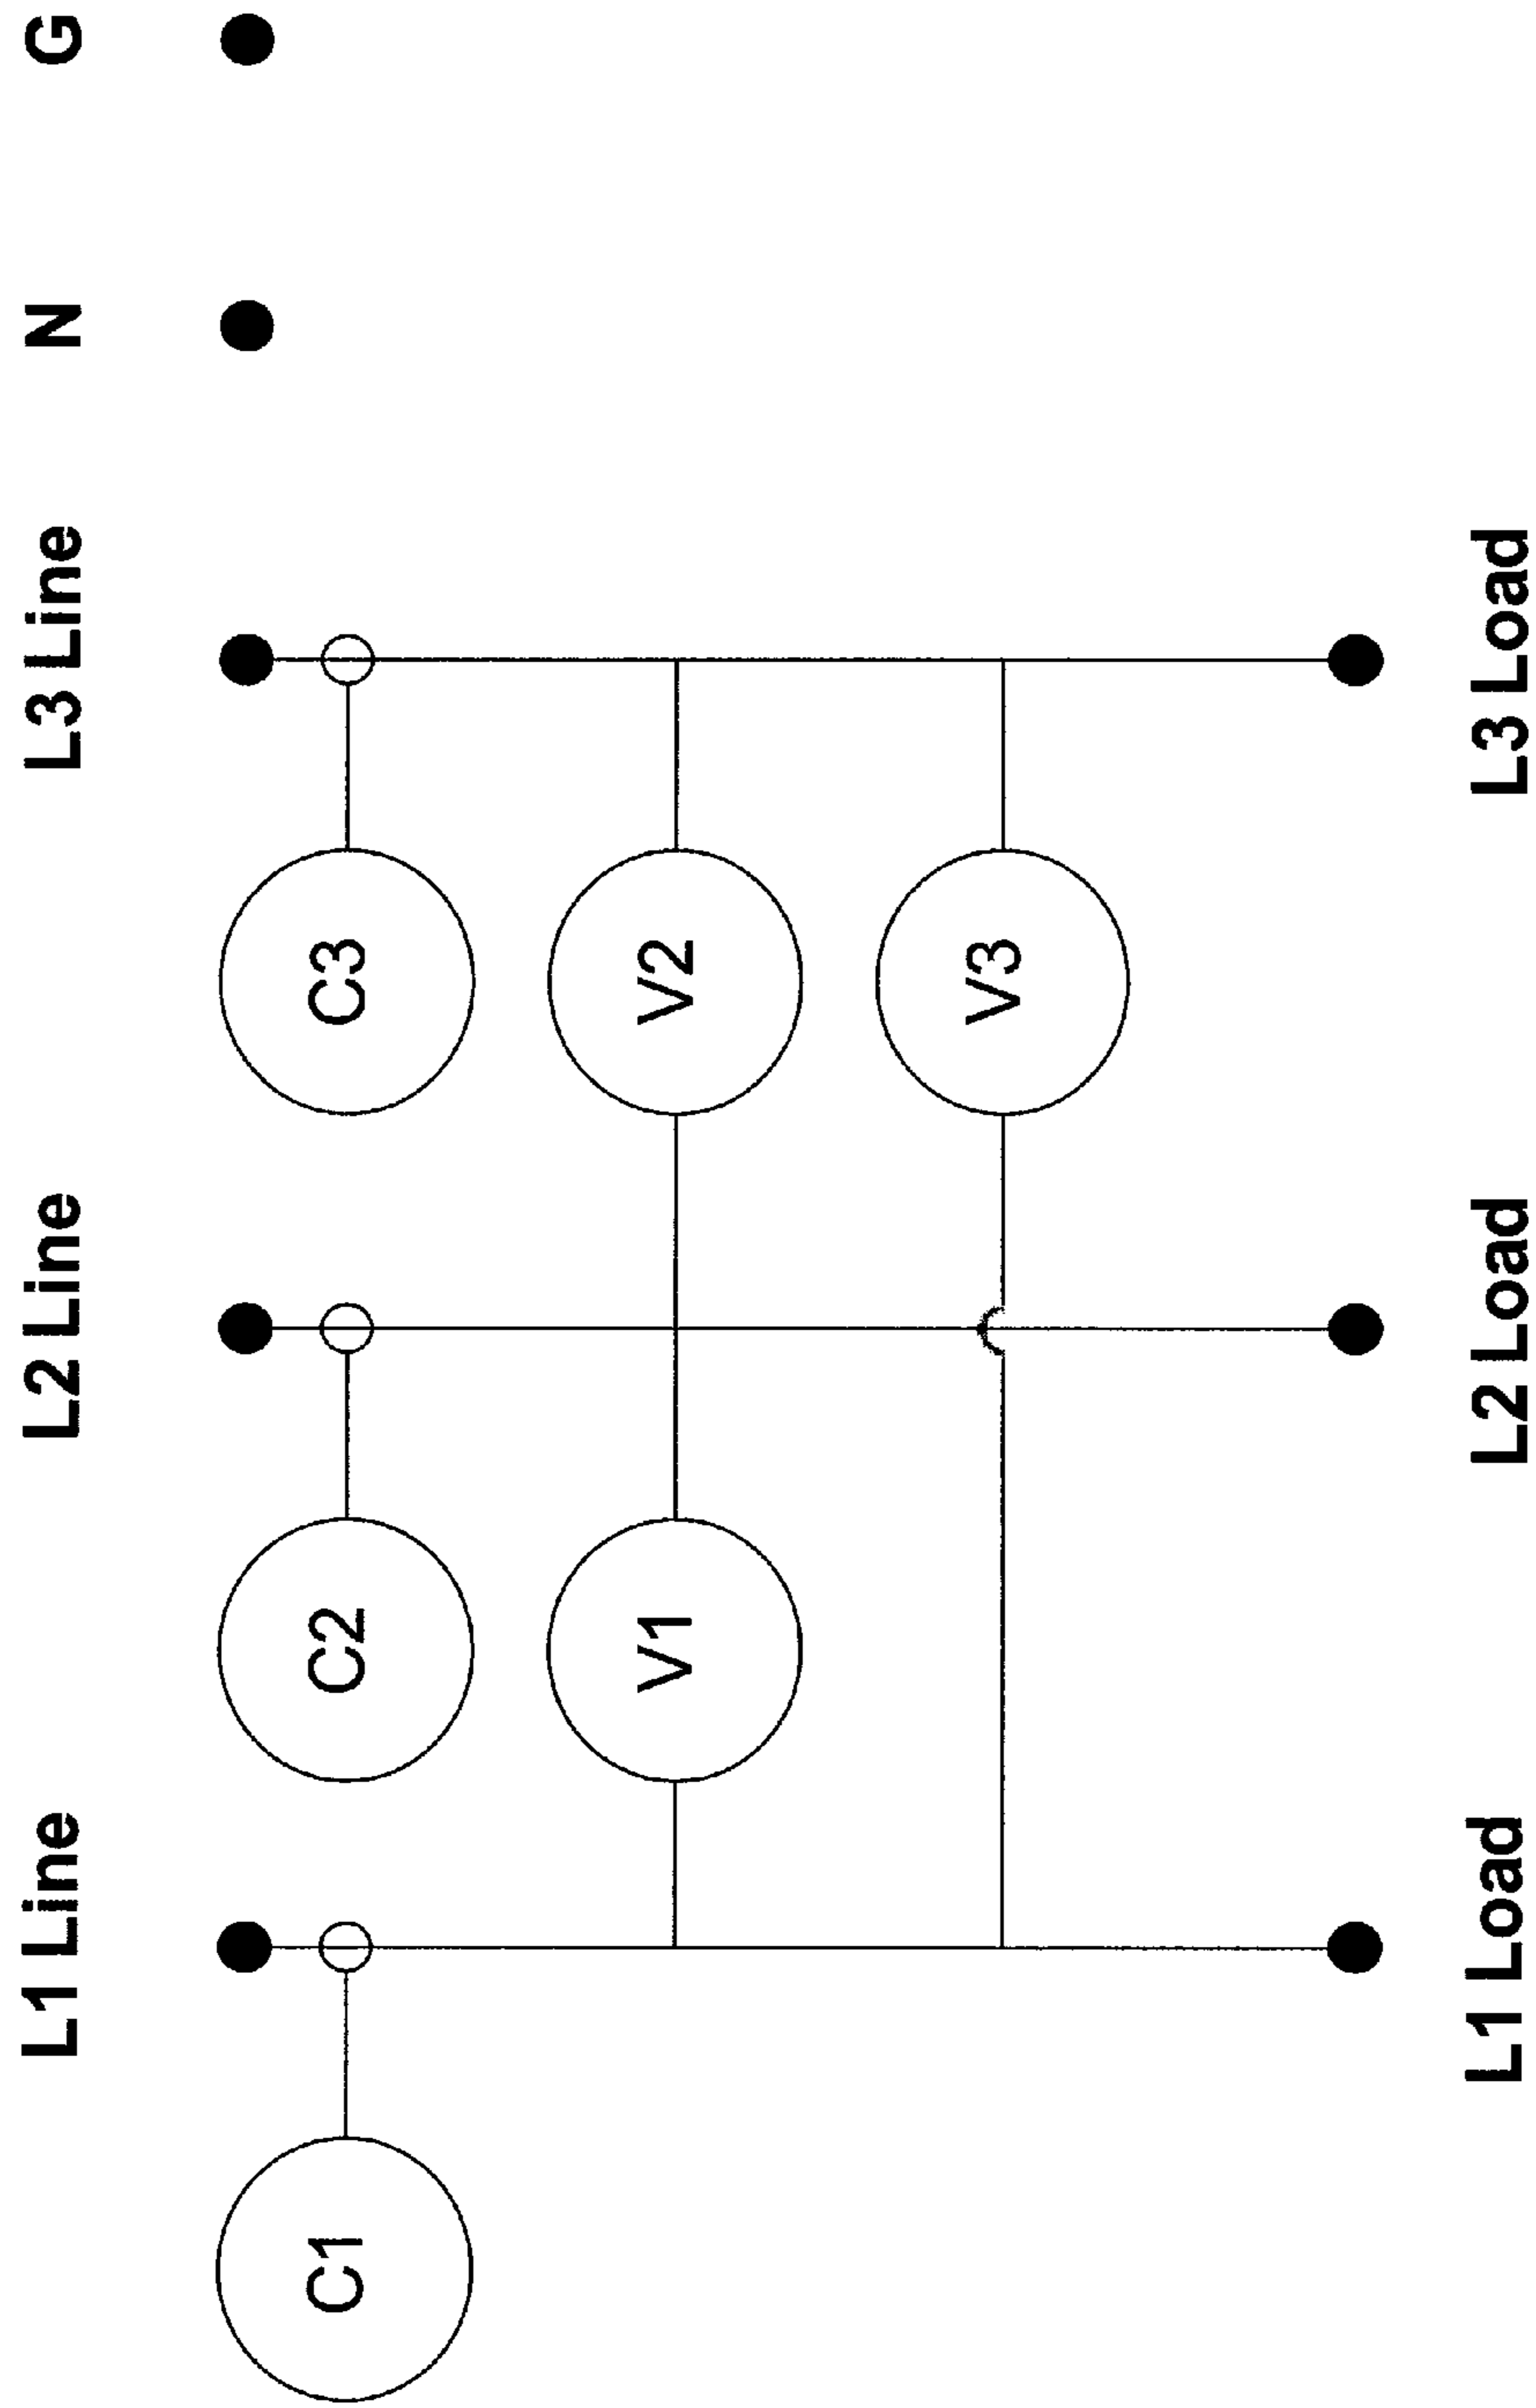 L1 Line
L2 Line
L3 Line
N
G
C1
C2
C3
V1
V2
V3
L1 Load
L2 Load
L3 Load